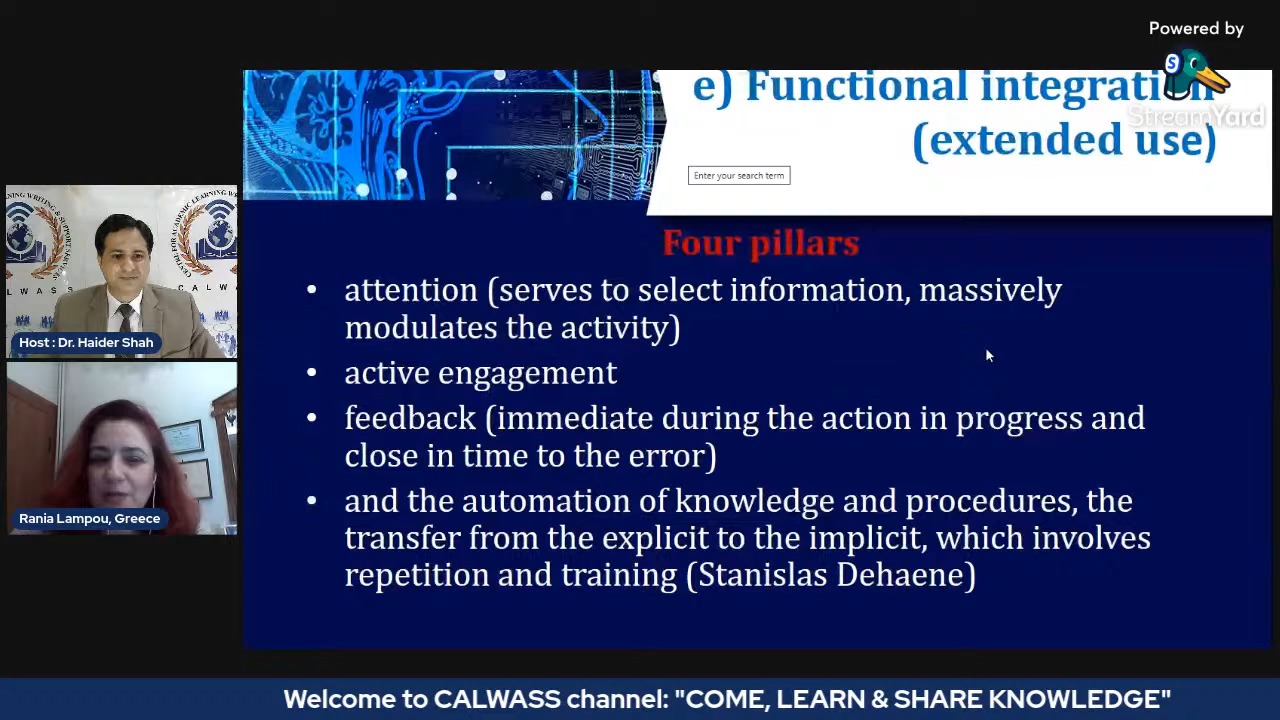 Powered by
S
StreamYard
e) Functional integration
(extended use)
Enter your search term
Four pillars
• attention (serves to select information, massively
modulates the activity)
• active engagement
• feedback (immediate during the action in progress and
close in time to the error)
• and the automation of knowledge and procedures, the
transfer from the explicit to the implicit, which involves
repetition and training (Stanislas Dehaene)
Host : Dr. Haider Shah
Rania Lampou, Greece
Welcome to CALWASS channel: "COME, LEARN & SHARE KNOWLEDGE"